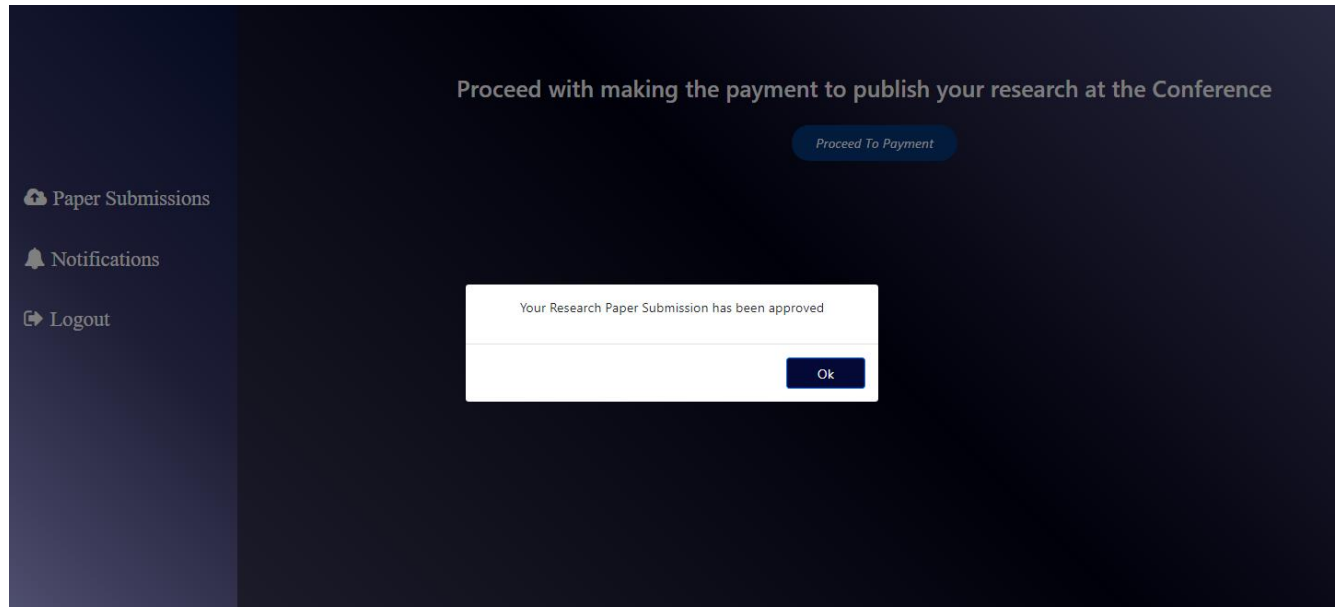 Proceed with making the payment to publish your research at the Conference
Proceed To Payment
Paper Submissions
Notifications
Logout
Your Research Paper Submission has been approved
Ok